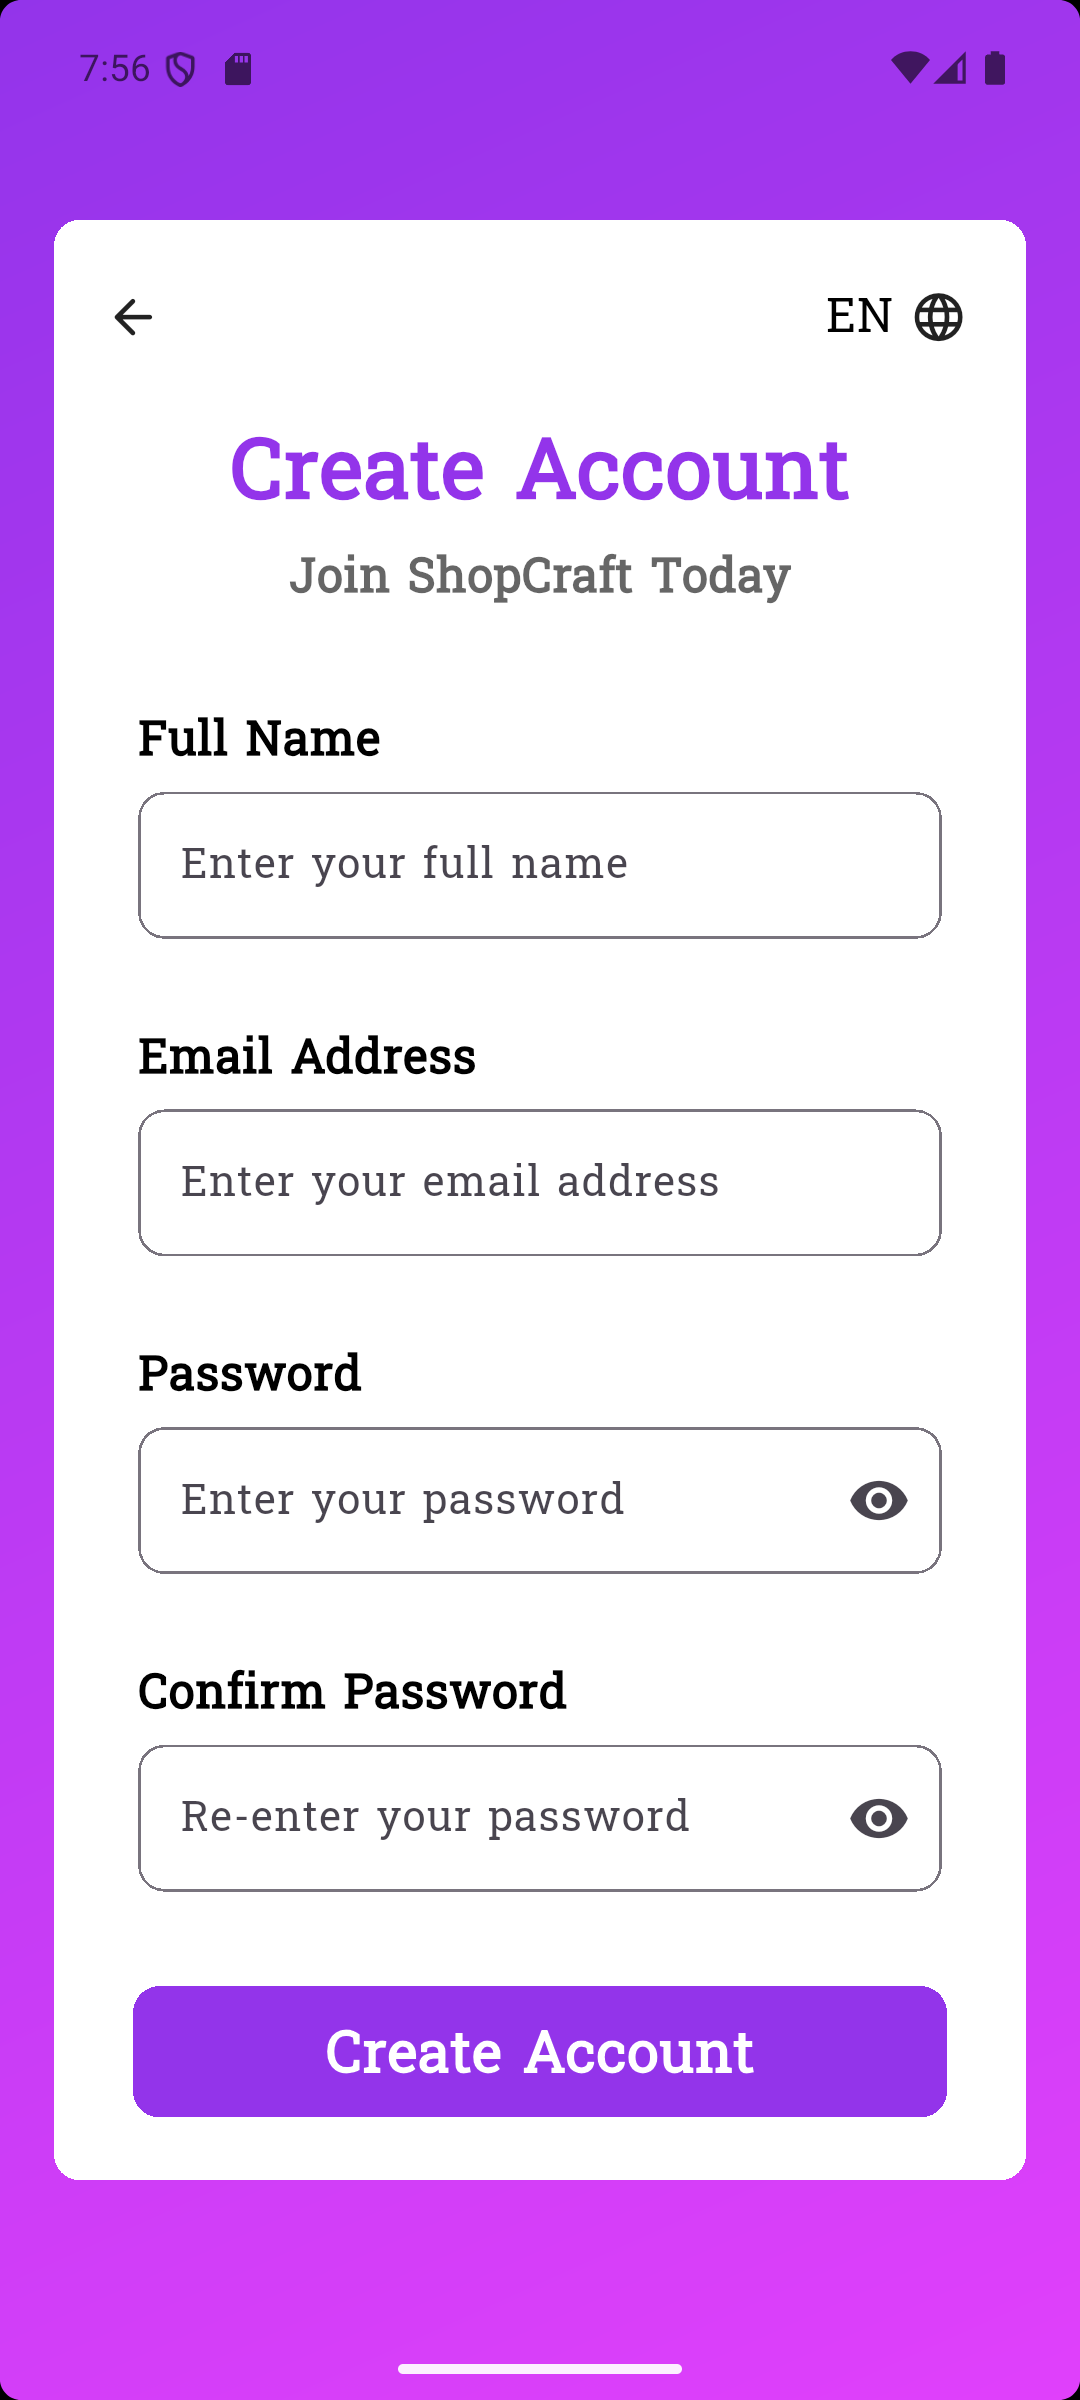 7:56
EN
Create Account
Join ShopCraft Today
Full Name
Enter your full name
Email Address
Enter your email address
Password
Enter your password
Confirm Password
Re-enter your password
Create Account